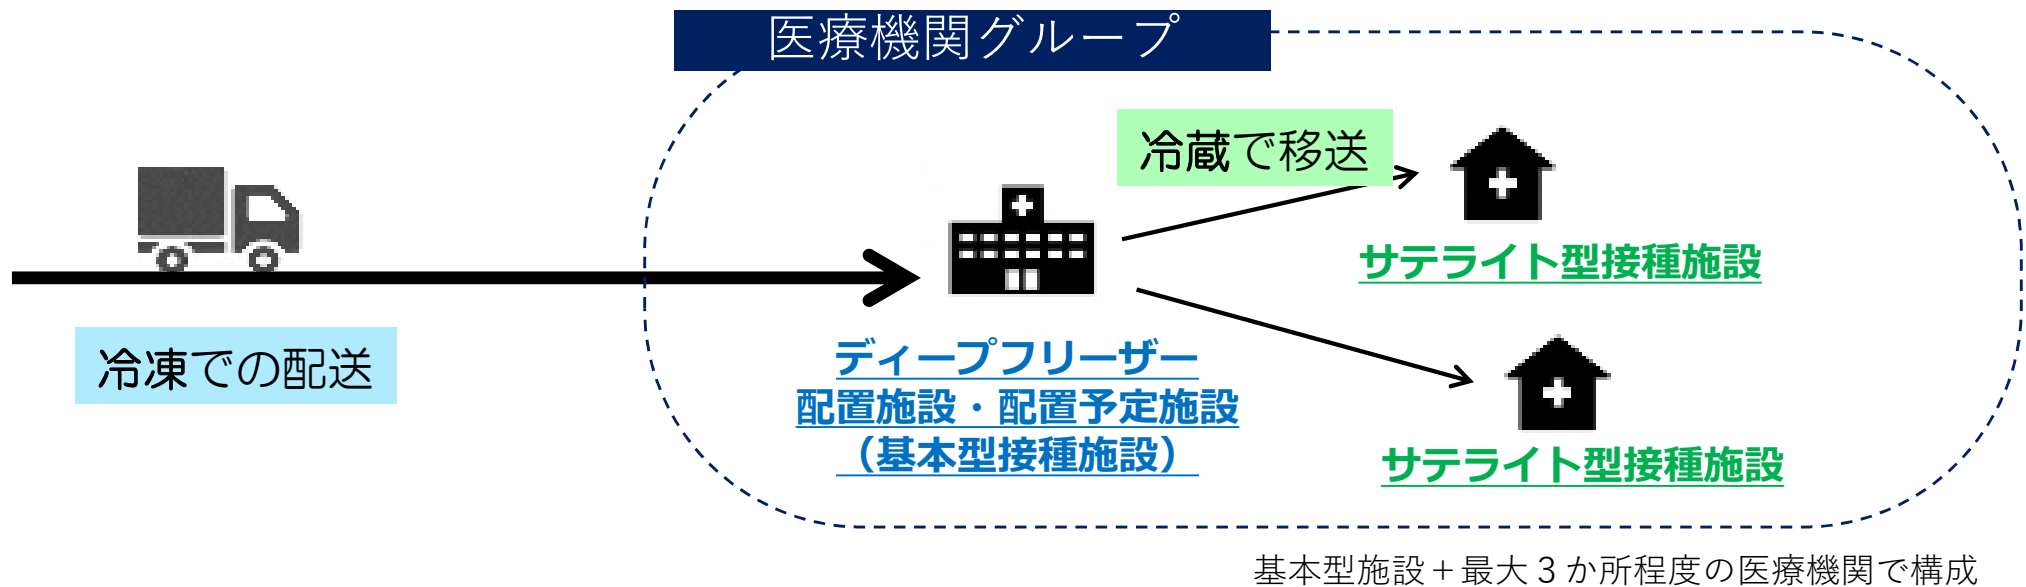 医療機関グループ
冷蔵で移送
サテライト型接種施設
冷凍での配送
ディープフリーザー
配置施設・配置予定施設
（基本型接種施設）
サテライト型接種施設
基本型施設＋最大３か所程度の医療機関で構成